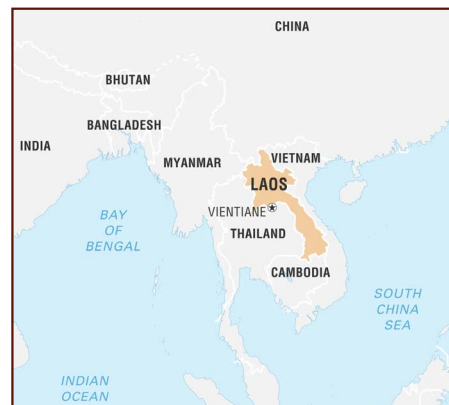 CHINA
BHUTAN
BANGLADESH
INDIA
MYANMAR
VIETNAM
LAOS
VIENTIANE
BAY
OF
BENGAL
THAILAND
CAMBODIA
SOUTH
CHINA
SEA
INDIAN
OCEAN